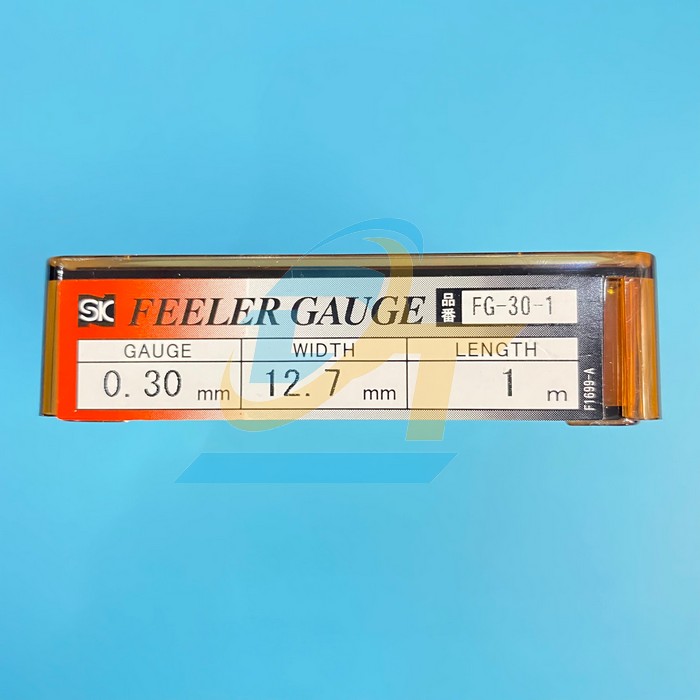 SK FEELER GAUGE 品番 FG-30-1
GAUGE WIDTH LENGTH
0.30 mm 12.7 mm 1 m
F1699-A